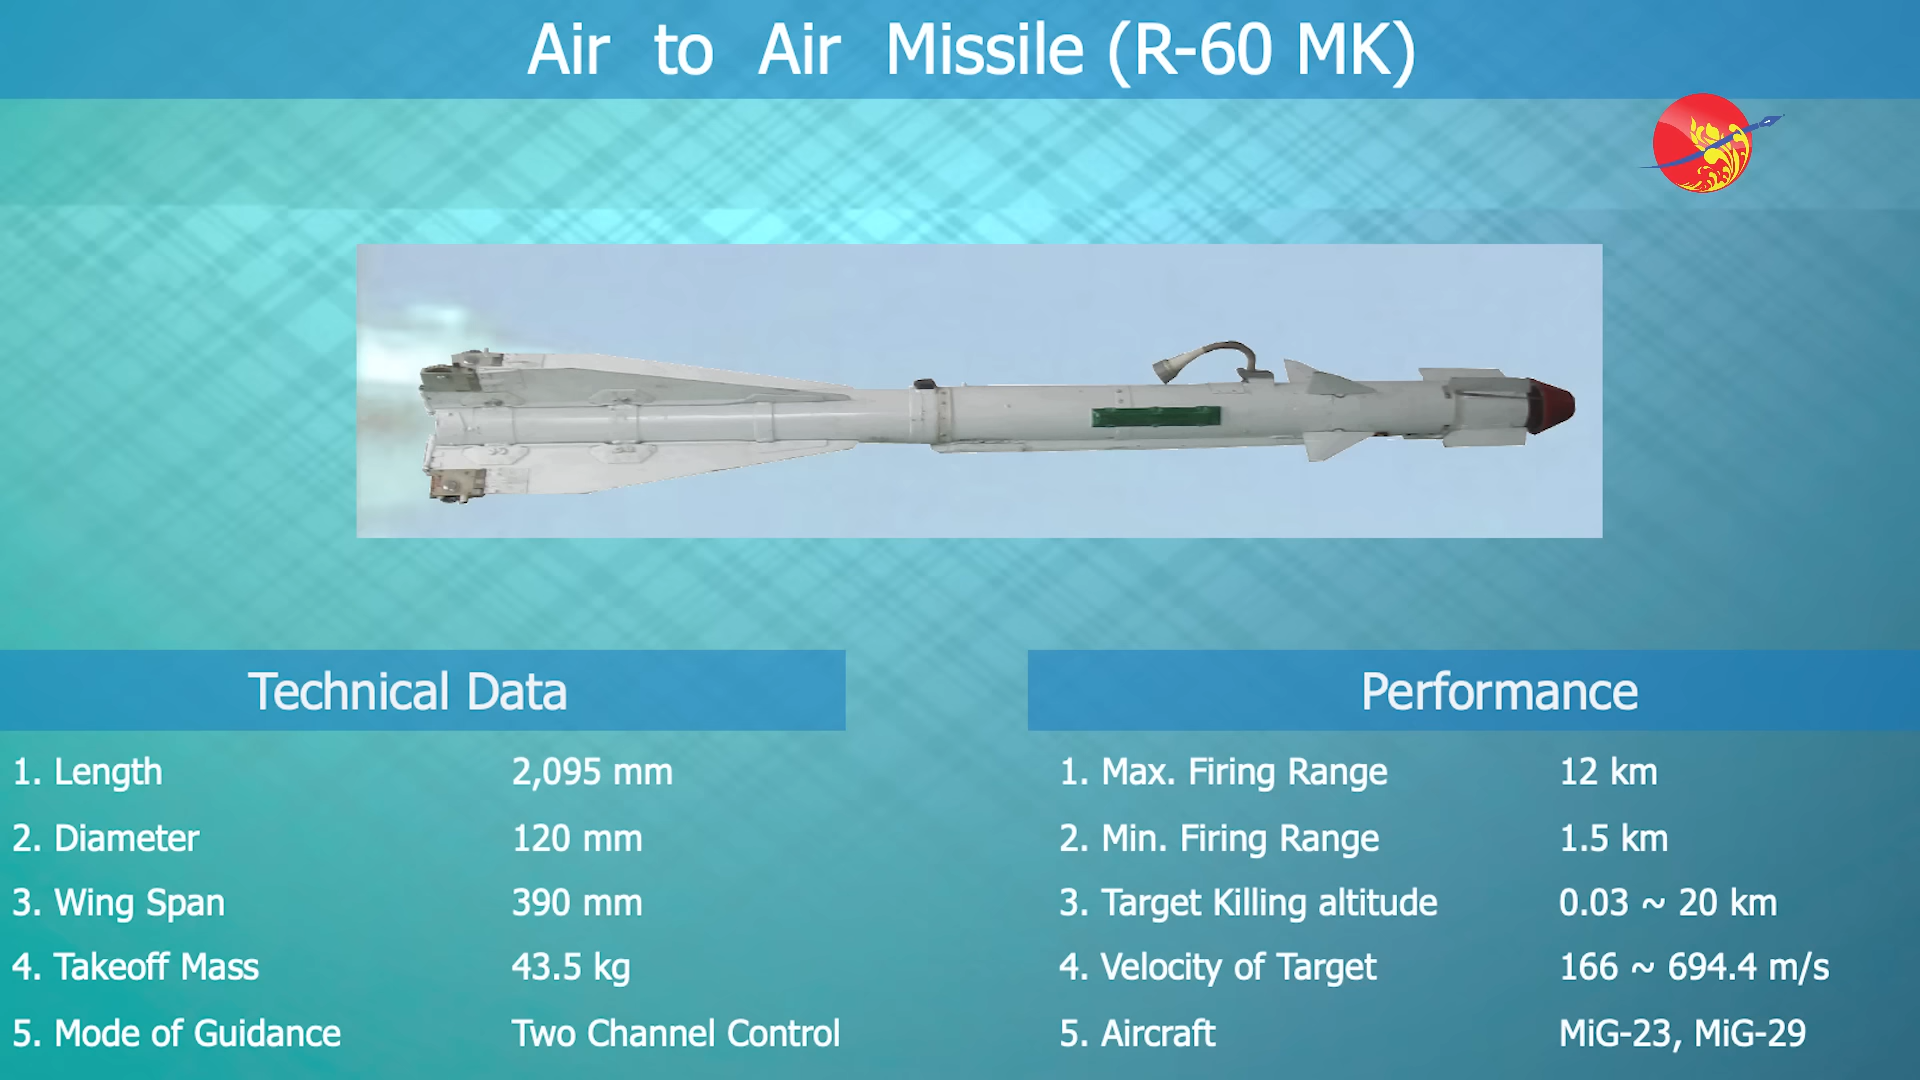 Air to Air Missile (R-60 MK)
Technical Data
1. Length 2,095 mm
2. Diameter 120 mm
3. Wing Span 390 mm
4. Takeoff Mass 43.5 kg
5. Mode of Guidance Two Channel Control
Performance
1. Max. Firing Range 12 km
2. Min. Firing Range 1.5 km
3. Target Killing altitude 0.03 ~ 20 km
4. Velocity of Target 166 ~ 694.4 m/s
5. Aircraft MiG-23, MiG-29